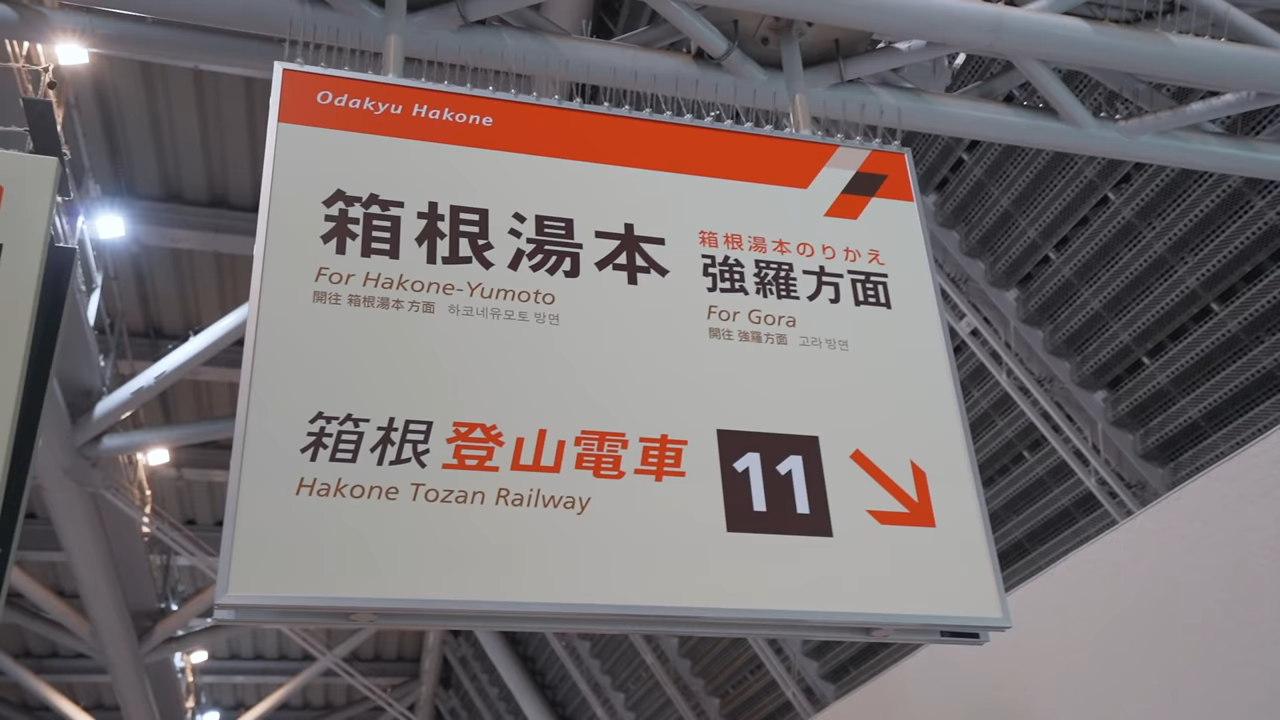 Odakyu Hakone
箱根湯本
For Hakone-Yumoto
開往 箱根湯本方面 하코네유모토 방면
箱根湯本のりかえ
強羅方面
For Gora
開往 強羅方面 고라 방면
箱根登山電車 11
Hakone Tozan Railway